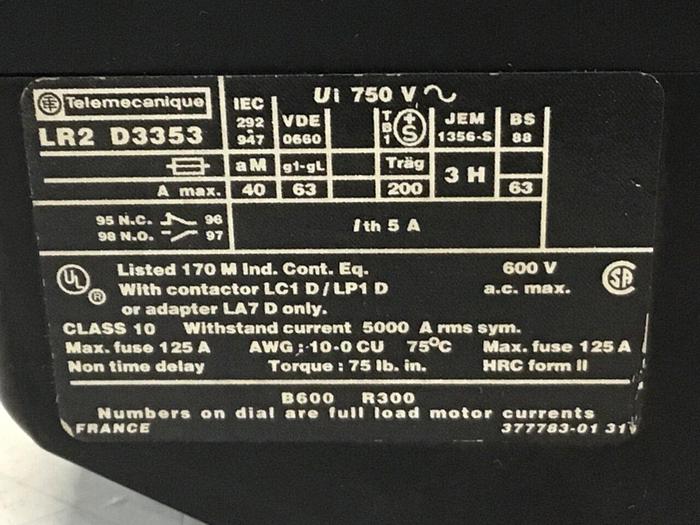 Telemecanique
LR2 D3353
IEC 292 • 947
VDE 0660
Ui 750 V ~
TB1 S
JEM 1356-S
BS 88
aM g1-gL Träg 3 H
A max. 40 63 200 63
95 N.C. 96
98 N.O. 97
Ith 5 A
UL ® Listed 170 M Ind. Cont. Eq. 600 V SA
With contactor LC1 D / LP1 D a.c. max.
or adapter LA7 D only.
CLASS 10 Withstand current 5000 A rms sym.
Max. fuse 125 A AWG : 10-0 CU 75°C Max. fuse 125 A
Non time delay Torque : 75 lb. in. HRC form II
B600 R300
Numbers on dial are full load motor currents
FRANCE 377783-01 31